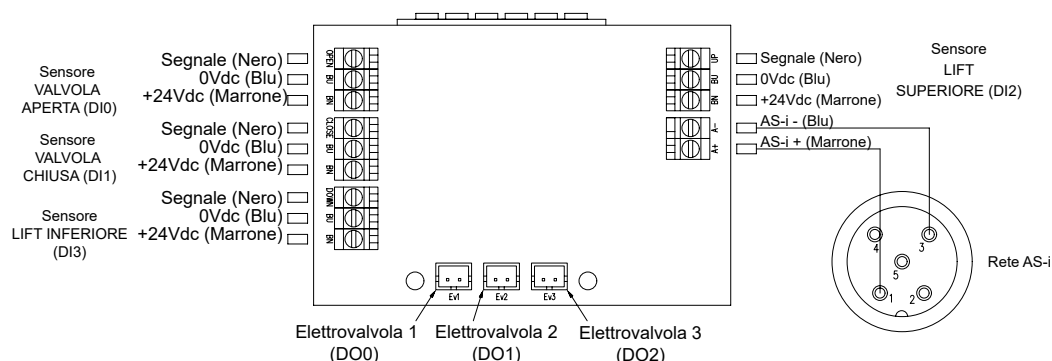 Sensore
VALVOLA
APERTA (DI0)
Segnale (Nero)
0Vdc (Blu)
+24Vdc (Marrone)
OPEN
BU
BN
Sensore
VALVOLA
CHIUSA (DI1)
Segnale (Nero)
0Vdc (Blu)
+24Vdc (Marrone)
CLOSE
BU
BN
Sensore
LIFT INFERIORE
(DI3)
Segnale (Nero)
0Vdc (Blu)
+24Vdc (Marrone)
DOWN
BU
BN
UP
BU
BN
A-
A+
Segnale (Nero)
0Vdc (Blu)
+24Vdc (Marrone)
AS-i - (Blu)
AS-i + (Marrone)
Sensore
LIFT
SUPERIORE (DI2)
4
3
5
1
2
Rete AS-i
Ev1
Ev2
Ev3
Elettrovalvola 1
(DO0)
Elettrovalvola 2
(DO1)
Elettrovalvola 3
(DO2)